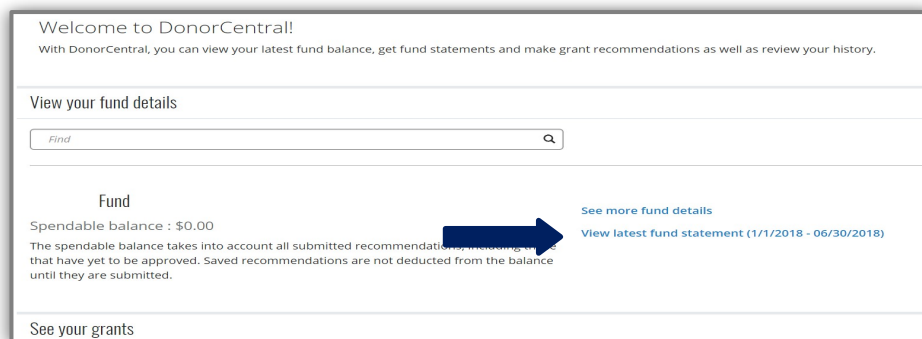 Welcome to DonorCentral!
With DonorCentral, you can view your latest fund balance, get fund statements and make grant recommendations as well as review your history.
View your fund details
Find
Fund
Spendable balance : $0.00
See more fund details
View latest fund statement (1/1/2018 - 06/30/2018)
The spendable balance takes into account all submitted recommendations, including
that have yet to be approved. Saved recommendations are not deducted from the balance
until they are submitted.
See your grants